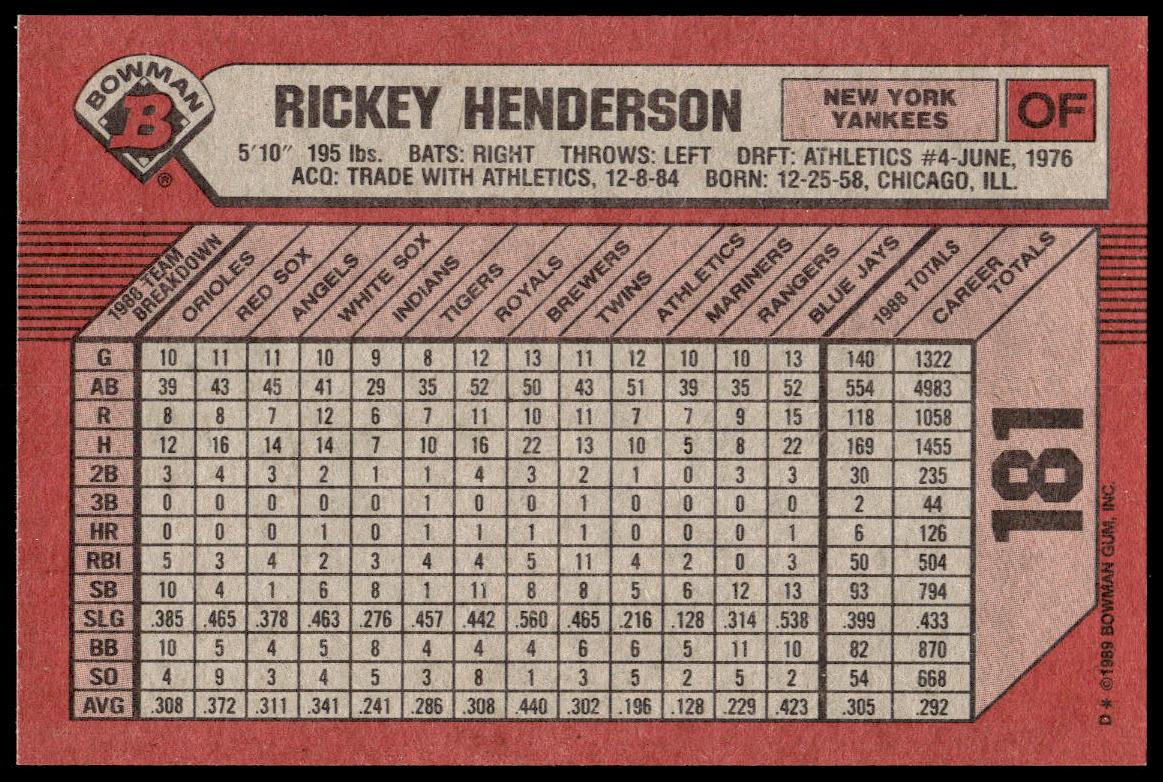 BOWMAN
B
®
RICKEY HENDERSON
NEW YORK
YANKEES
OF
5'10" 195 lbs. BATS: RIGHT THROWS: LEFT DRFT: ATHLETICS #4-JUNE, 1976
ACQ: TRADE WITH ATHLETICS, 12-8-84 BORN: 12-25-58, CHICAGO, ILL.
1988 TEAM
BREAKDOWN
ORIOLES
RED SOX
ANGELS
WHITE SOX
INDIANS
TIGERS
ROYALS
BREWERS
TWINS
ATHLETICS
MARINERS
RANGERS
BLUE JAYS
1988 TOTALS
CAREER
TOTALS
G 10 11 11 10 9 8 12 13 11 12 10 10 13 140 1322
AB 39 43 45 41 29 35 52 50 43 51 39 35 52 554 4983
R 8 8 7 12 6 7 11 10 11 7 7 9 15 118 1058
H 12 16 14 14 7 10 16 22 13 10 5 8 22 169 1455
2B 3 4 3 2 1 1 4 3 2 1 0 3 3 30 235
3B 0 0 0 0 0 1 0 0 1 0 0 0 0 2 44
HR 0 0 0 1 0 1 1 1 1 0 0 0 1 6 126
RBI 5 3 4 2 3 4 4 5 11 4 2 0 3 50 504
SB 10 4 1 6 8 1 11 8 8 5 6 12 13 93 794
SLG .385 .465 .378 .463 .276 .457 .442 .560 .465 .216 .128 .314 .538 .399 .433
BB 10 5 4 5 8 4 4 4 6 6 5 11 10 82 870
SO 4 9 3 4 5 3 8 1 3 5 2 5 2 54 668
AVG .308 .372 .311 .341 .241 .286 .308 .440 .302 .196 .128 .229 .423 .305 .292
181
D * ©1989 BOWMAN GUM, INC.